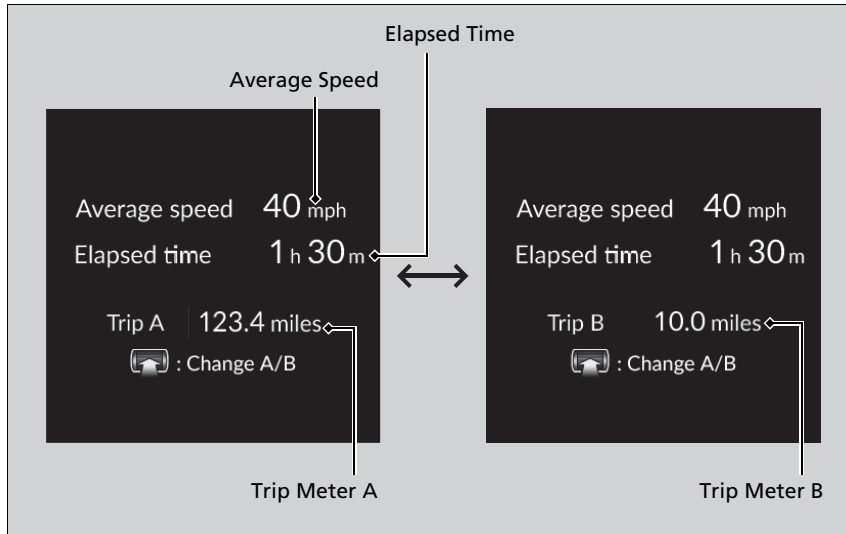 Elapsed Time
Average Speed
Average speed 40 mph
Elapsed time 1 h 30 m
Trip A 123.4 miles
: Change A/B
Average speed 40 mph
Elapsed time 1 h 30 m
Trip B 10.0 miles
: Change A/B
Trip Meter A
Trip Meter B